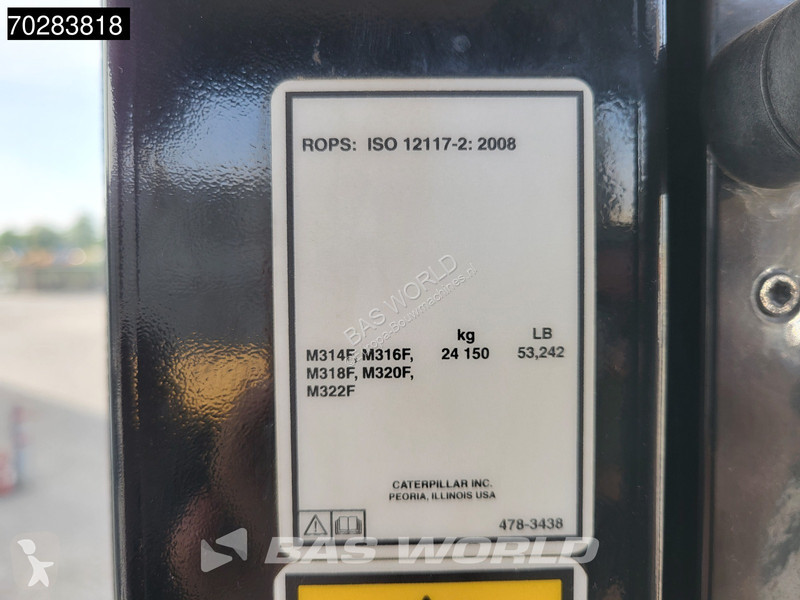 70283818
ROPS: ISO 12117-2: 2008
BAS WORLD
kg LB
M314F, M316F, 24 150 53,242
M318F, M320F,
M322F
CATERPILLAR INC.
PEORIA, ILLINOIS USA
478-3438
BAS WORLD